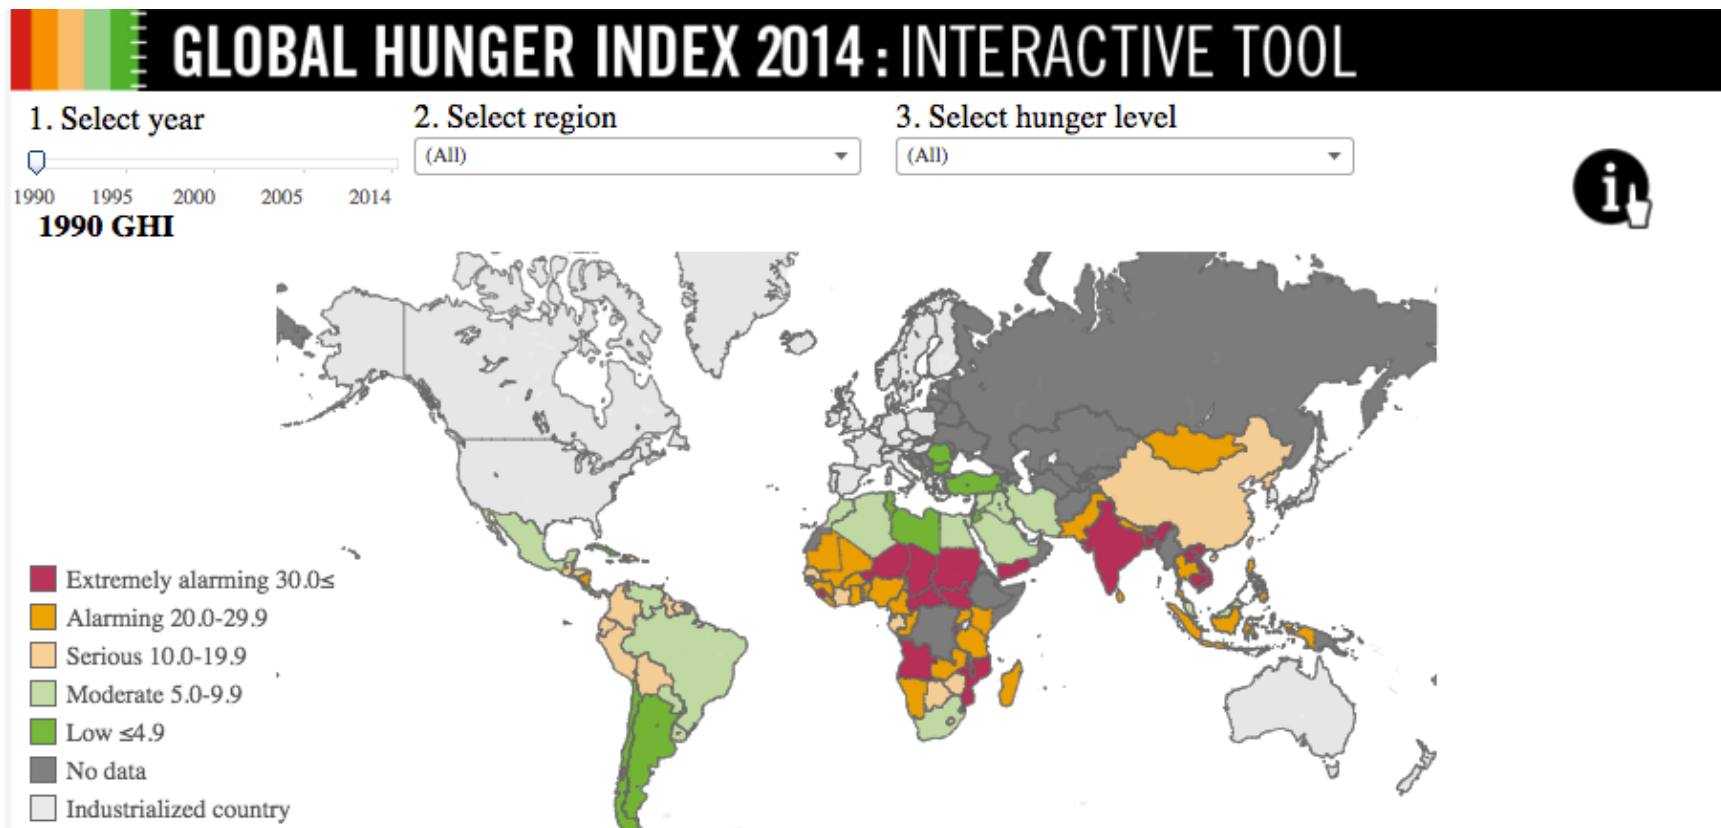 GLOBAL HUNGER INDEX 2014 : INTERACTIVE TOOL
1. Select year
2. Select region
3. Select hunger level
(All)
(All)
i
1990 1995 2000 2005 2014
1990 GHI
Extremely alarming 30.0≤
Alarming 20.0-29.9
Serious 10.0-19.9
Moderate 5.0-9.9
Low ≤4.9
No data
Industrialized country